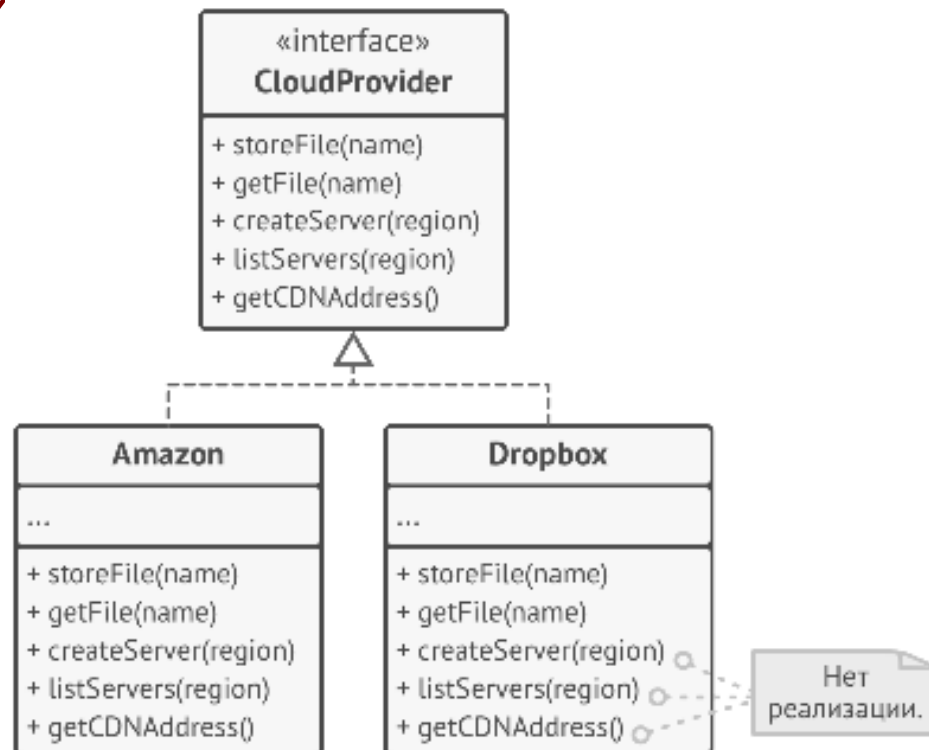 «interface»
CloudProvider
+ storeFile(name)
+ getFile(name)
+ createServer(region)
+ listServers(region)
+ getCDNAddress()
Amazon
...
+ storeFile(name)
+ getFile(name)
+ createServer(region)
+ listServers(region)
+ getCDNAddress()
Dropbox
...
+ storeFile(name)
+ getFile(name)
+ createServer(region)
+ listServers(region)
+ getCDNAddress()
Нет
реализации.